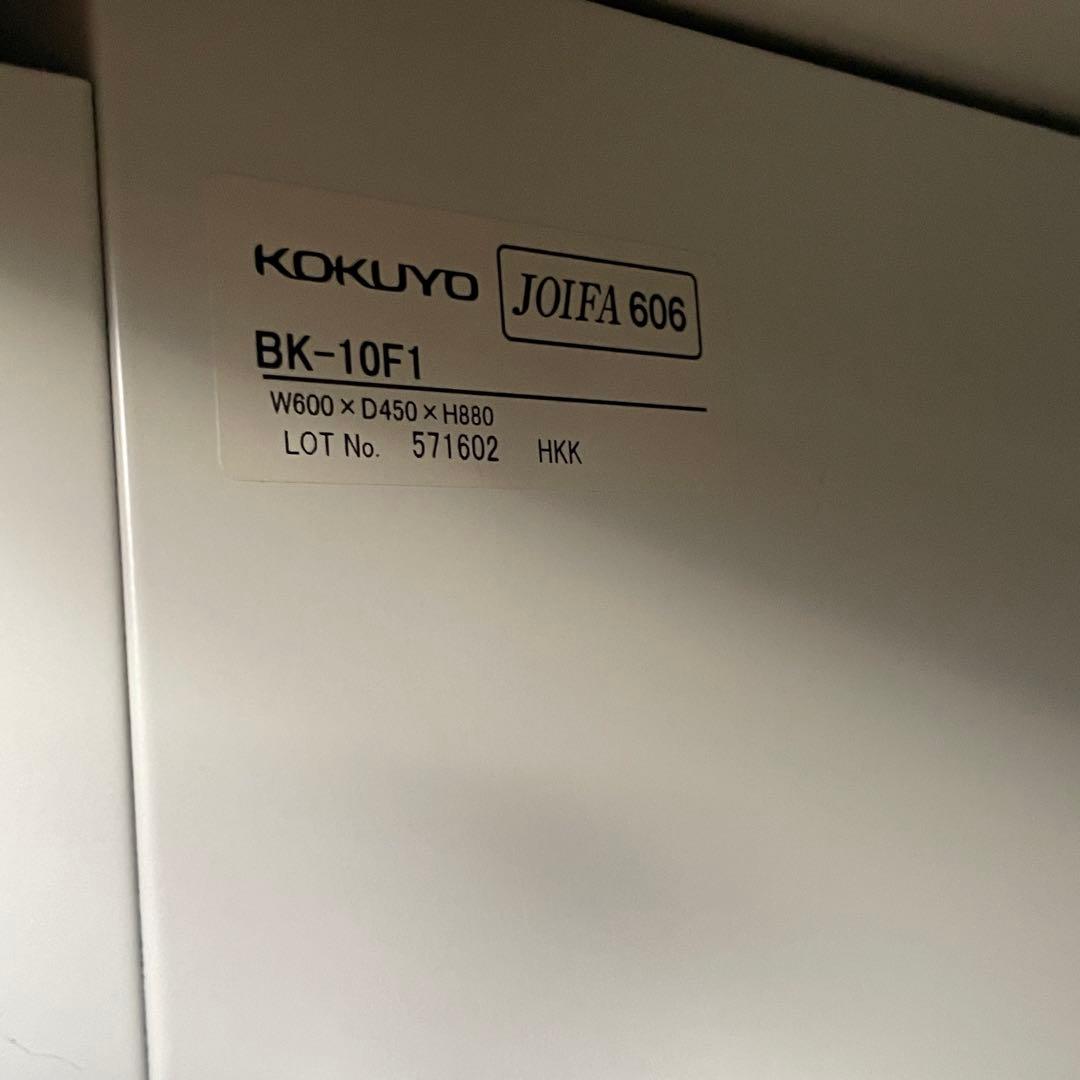 KOKUYO JOIFA 606
BK-10F1
W600×D450×H880
LOT No. 571602 HKK